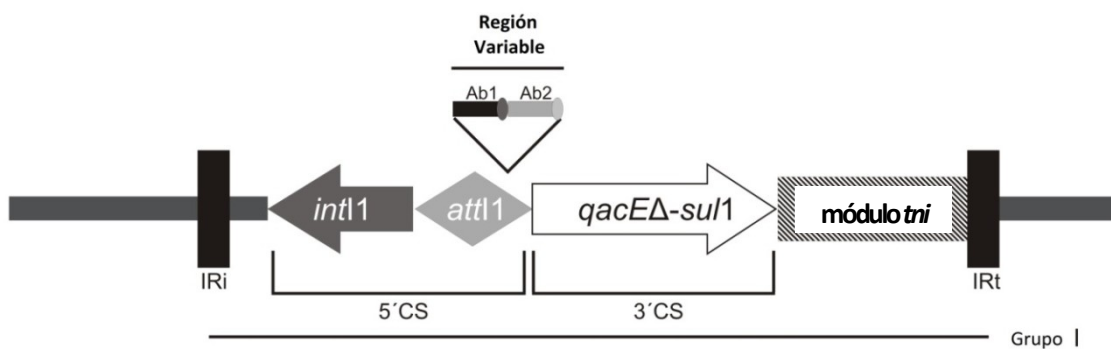 Región
Variable
Ab1 Ab2
intI1 attI1 qacEΔ-sul1 módulo tni
IRi IRt
5´CS 3´CS
Grupo I